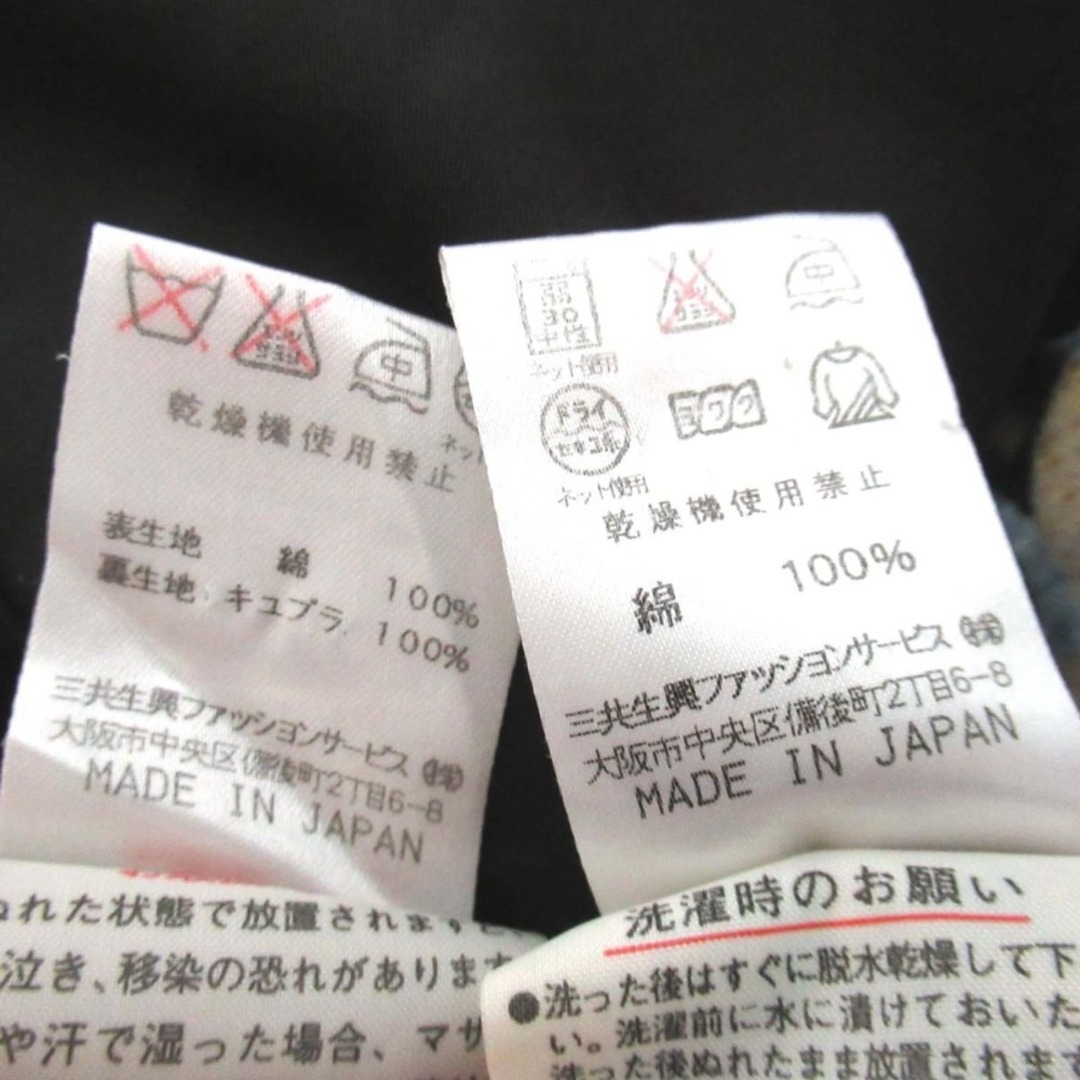 中
乾燥機使用禁止
表生地 綿 100%
裏生地 キュプラ 100%
三共生興ファッションサービス ㈱
大阪市中央区備後町2丁目6-8
MADE IN JAPAN
れた状態で放置されます
泣き、移染の恐れがありま
や汗で湿った場合、マサ
弱
30
中性
ネット使用
エンソ
サラシ
中
ドライ
セキユ系
ネット使用
乾燥機使用禁止
綿 100%
三共生興ファッションサービス ㈱
大阪市中央区備後町2丁目6-8
MADE IN JAPAN
洗濯時のお願い
●洗った後はすぐに脱水乾燥して下
い。洗濯前に水に漬けておいた
洗った後ぬれたまま放置されます